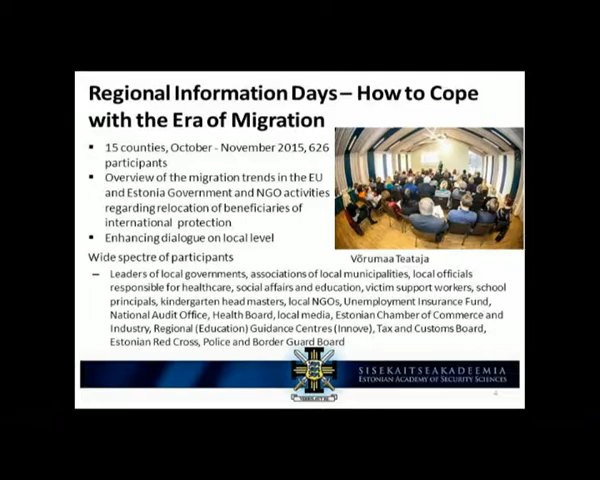 Regional Information Days – How to Cope
with the Era of Migration
▪ 15 counties, October - November 2015, 626
participants
▪ Overview of the migration trends in the EU
and Estonia Government and NGO activities
regarding relocation of beneficiaries of
international protection
▪ Enhancing dialogue on local level
Wide spectre of participants
Võrumaa Teataja
– Leaders of local governments, associations of local municipalities, local officials
responsible for healthcare, social affairs and education, victim support workers, school
principals, kindergarten head masters, local NGOs, Unemployment Insurance Fund,
National Audit Office, Health Board, local media, Estonian Chamber of Commerce and
Industry, Regional (Education) Guidance Centres (Innove), Tax and Customs Board,
Estonian Red Cross, Police and Border Guard Board
SISEKAITSEAKADEEMIA
ESTONIAN ACADEMY OF SECURITY SCIENCES